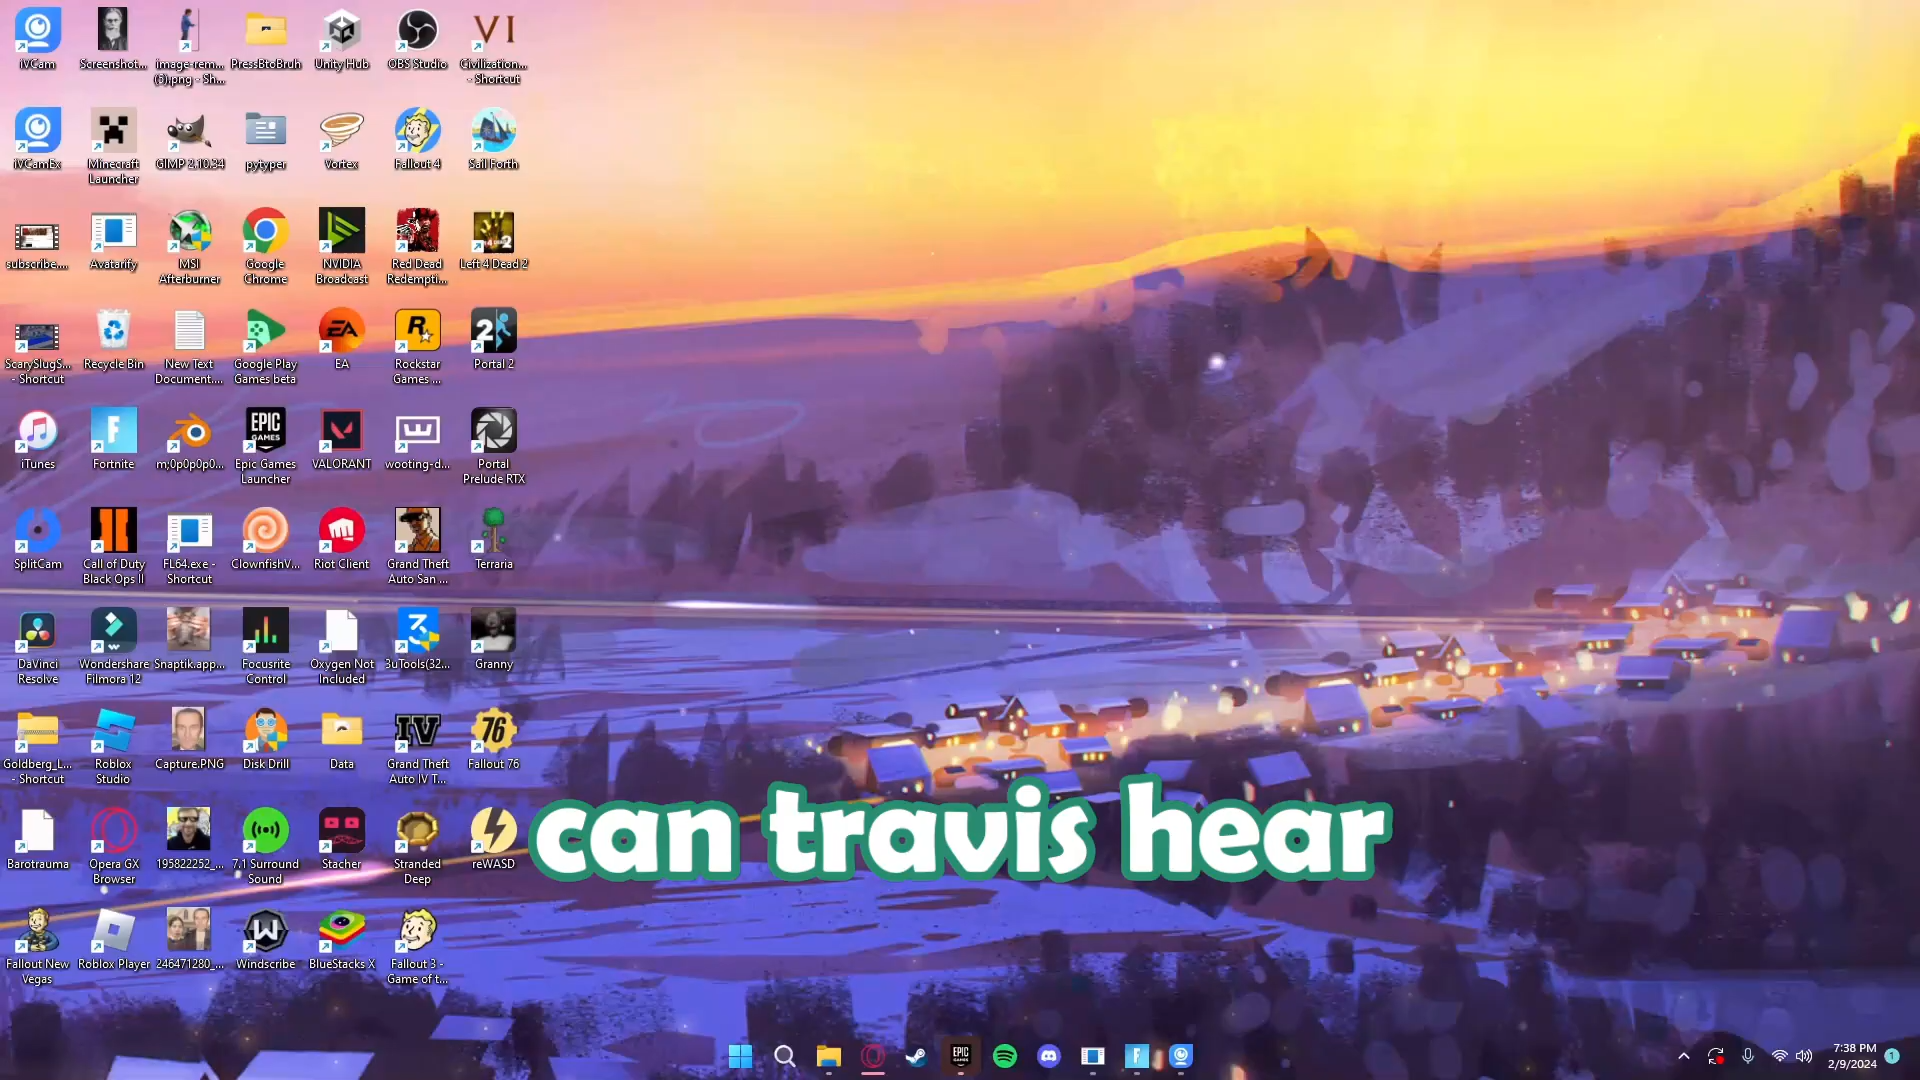 iVCam
Screenshot...
image-rem...
(3).png - Sh...
PressBtoBruh
Unity Hub
OBS Studio
VI
Civilization...
- Shortcut
iVCamEx
Minecraft
Launcher
GIMP 2.10.34
pytyper
Vortex
Fallout 4
Sail Forth
subscribe....
Avatarify
MSI
Afterburner
Google
Chrome
NVIDIA
Broadcast
Red Dead
Redempti...
2
Left 4 Dead 2
ScarySlugS...
- Shortcut
Recycle Bin
New Text
Document....
Google Play
Games beta
EA
EA
R
Rockstar
Games ...
2
Portal 2
iTunes
F
Fortnite
m;0p0p0p0...
EPIC
GAMES
Epic Games
Launcher
VALORANT
w
wooting-d...
Portal
Prelude RTX
SplitCam
II
Call of Duty
Black Ops II
FL64.exe -
Shortcut
ClownfishV...
Riot Client
Grand Theft
Auto San ...
Terraria
DaVinci
Resolve
Wondershare
Filmora 12
Snaptik.app...
Focusrite
Control
Oxygen Not
Included
3
3uTools(32...
Granny
Goldberg_L...
- Shortcut
Roblox
Studio
Capture.PNG
Disk Drill
Data
IV
Grand Theft
Auto IV T...
76
Fallout 76
Barotrauma
Opera GX
Browser
195822252_...
7.1 Surround
Sound
Stacher
Stranded
Deep
reWASD
can travis hear
Fallout New
Vegas
Roblox Player
246471280_...
W
Windscribe
BlueStacks X
Fallout 3 -
Game of t...
EPIC
GAMES
F
7:38 PM
2/9/2024
1